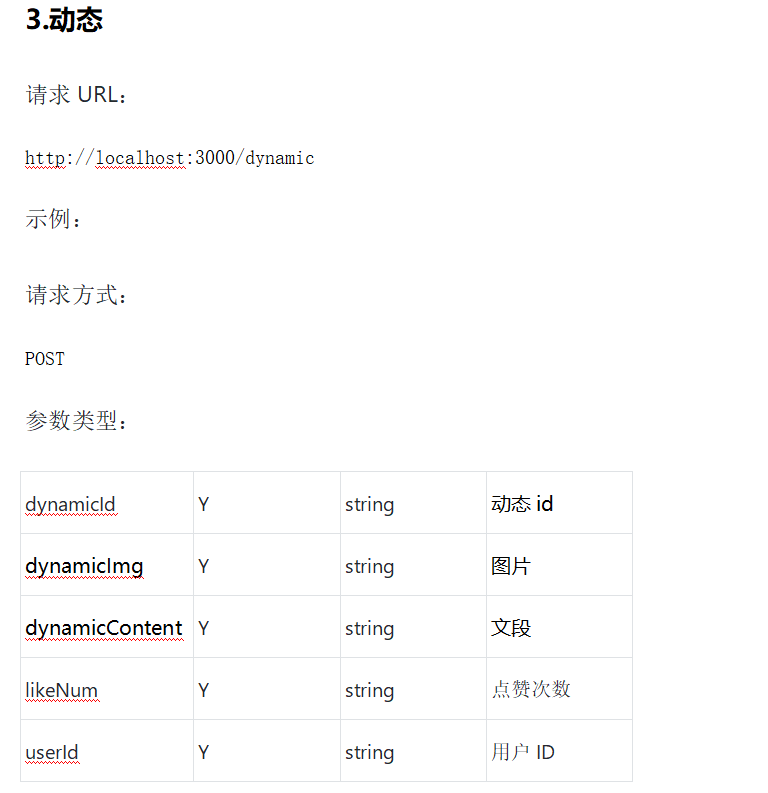 3.动态
请求 URL：
http://localhost:3000/dynamic
示例：
请求方式：
POST
参数类型：
dynamicId Y string 动态 id
dynamicImg Y string 图片
dynamicContent Y string 文段
likeNum Y string 点赞次数
userId Y string 用户 ID